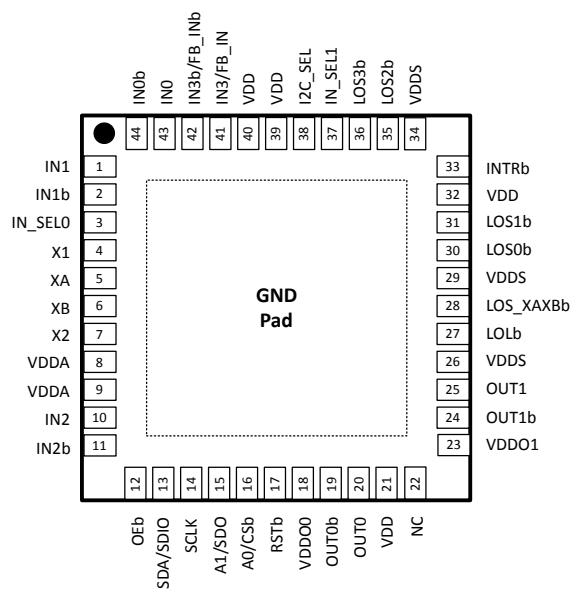 IN0b
IN0
IN3b/FB_INb
IN3/FB_IN
VDD
VDD
I2C_SEL
IN_SEL1
LOS3b
LOS2b
VDDS
44
43
42
41
40
39
38
37
36
35
34
IN1 1
IN1b 2
IN_SEL0 3
X1 4
XA 5
XB 6
X2 7
VDDA 8
VDDA 9
IN2 10
IN2b 11
GND
Pad
33 INTRb
32 VDD
31 LOS1b
30 LOS0b
29 VDDS
28 LOS_XAXBb
27 LOLb
26 VDDS
25 OUT1
24 OUT1b
23 VDDO1
12
13
14
15
16
17
18
19
20
21
22
OEb
SDA/SDIO
SCLK
A1/SDO
A0/CSb
RSTb
VDDO0
OUT0b
OUT0
VDD
NC